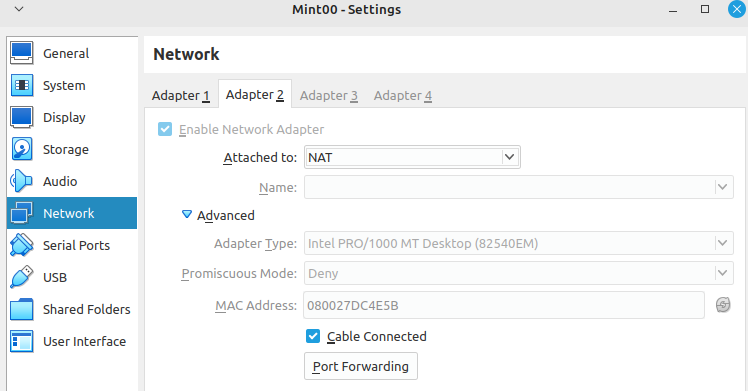 Mint00 - Settings
General
System
Display
Storage
Audio
Network
Serial Ports
USB
Shared Folders
User Interface
Network
Adapter 1 Adapter 2 Adapter 3 Adapter 4
Enable Network Adapter
Attached to: NAT
Name:
Advanced
Adapter Type: Intel PRO/1000 MT Desktop (82540EM)
Promiscuous Mode: Deny
MAC Address: 080027DC4E5B
Cable Connected
Port Forwarding